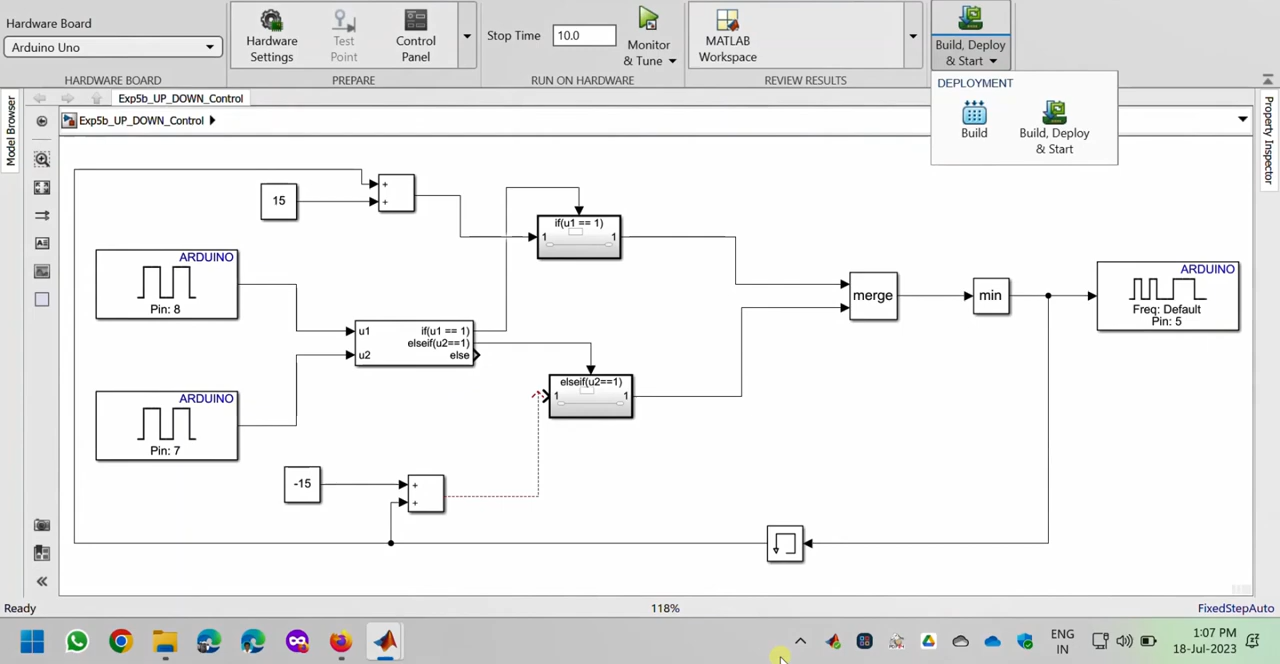 Hardware Board
Arduino Uno
HARDWARE BOARD
Hardware
Settings
Test
Point
Control
Panel
PREPARE
Stop Time
10.0
Monitor
& Tune
RUN ON HARDWARE
MATLAB
Workspace
REVIEW RESULTS
Build, Deploy
& Start
DEPLOYMENT
Build
Build, Deploy
& Start
Exp5b_UP_DOWN_Control
Exp5b_UP_DOWN_Control
Model Browser
Property Inspector
15
+
+
if(u1 == 1)
1
1
ARDUINO
Pin: 8
u1
u2
if(u1 == 1)
elseif(u2==1)
else
merge
min
ARDUINO
Freq: Default
Pin: 5
elseif(u2==1)
1
1
ARDUINO
Pin: 7
-15
+
+
Ready
118%
FixedStepAuto
ENG
IN
1:07 PM
18-Jul-2023